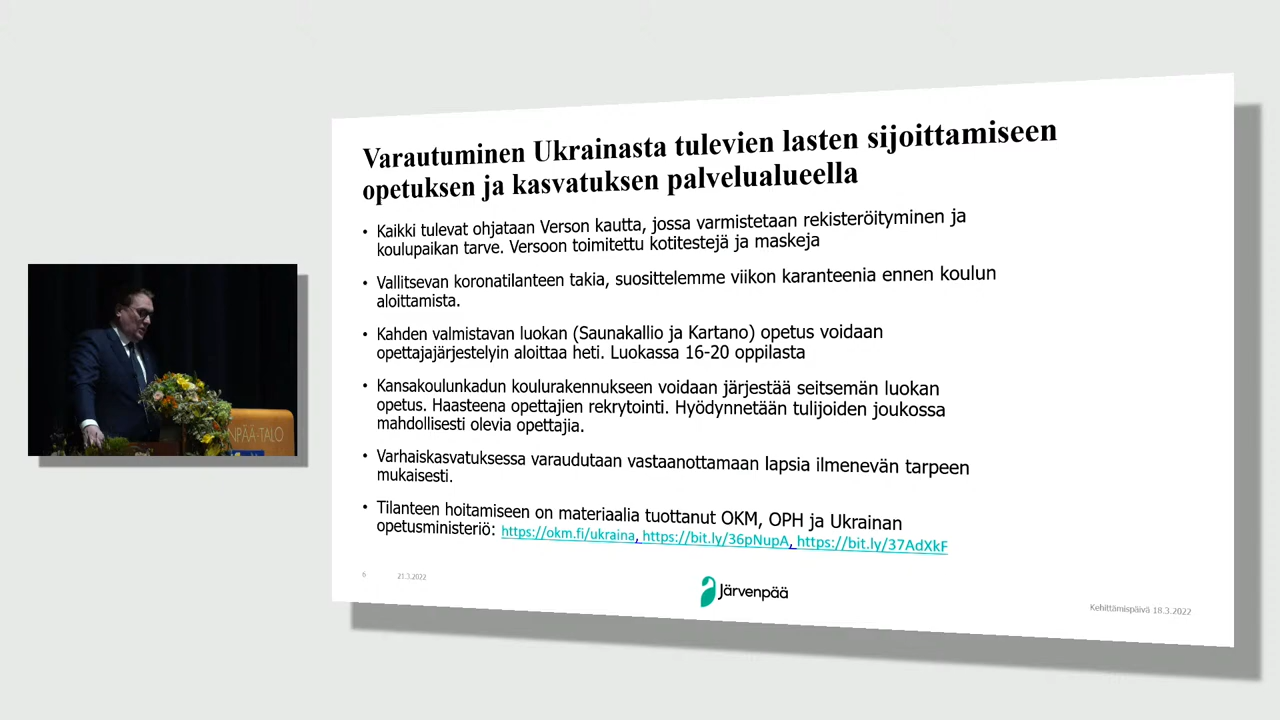 Varautuminen Ukrainasta tulevien lasten sijoittamiseen
opetuksen ja kasvatuksen palvelualueella
• Kaikki tulevat ohjataan Verson kautta, jossa varmistetaan rekisteröityminen ja
koulupaikan tarve. Versoon toimitettu kotitestejä ja maskeja
• Vallitsevan koronatilanteen takia, suosittelemme viikon karanteenia ennen koulun
aloittamista.
• Kahden valmistavan luokan (Saunakallio ja Kartano) opetus voidaan
opettajajärjestelyin aloittaa heti. Luokassa 16-20 oppilasta
• Kansakoulunkadun koulurakennukseen voidaan järjestää seitsemän luokan
opetus. Haasteena opettajien rekrytointi. Hyödynnetään tulijoiden joukossa
mahdollisesti olevia opettajia.
• Varhaiskasvatuksessa varaudutaan vastaanottamaan lapsia ilmenevän tarpeen
mukaisesti.
• Tilanteen hoitamiseen on materiaalia tuottanut OKM, OPH ja Ukrainan
opetusministeriö: https://okm.fi/ukraina, https://bit.ly/36pNupA, https://bit.ly/37AdXkF
6 21.3.2022
Järvenpää
Kehittämispäivä 18.3.2022
NPÄÄ-TALO